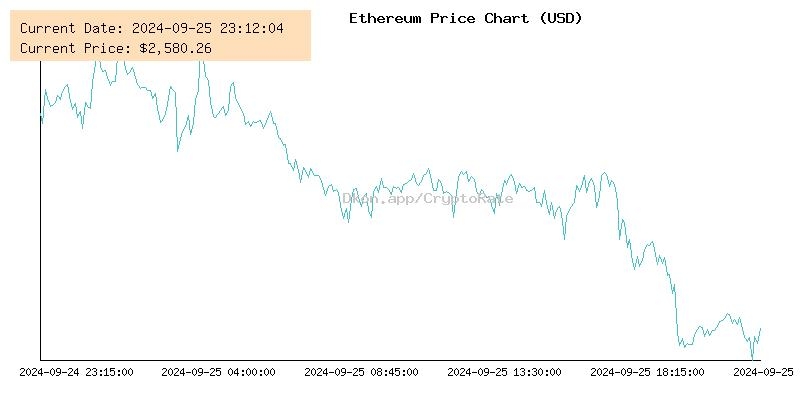 Ethereum Price Chart (USD)
Current Date: 2024-09-25 23:12:04
Current Price: $2,580.26
Dkon.app/CryptoRate
2024-09-24 23:15:00
2024-09-25 04:00:00
2024-09-25 08:45:00
2024-09-25 13:30:00
2024-09-25 18:15:00
2024-09-25